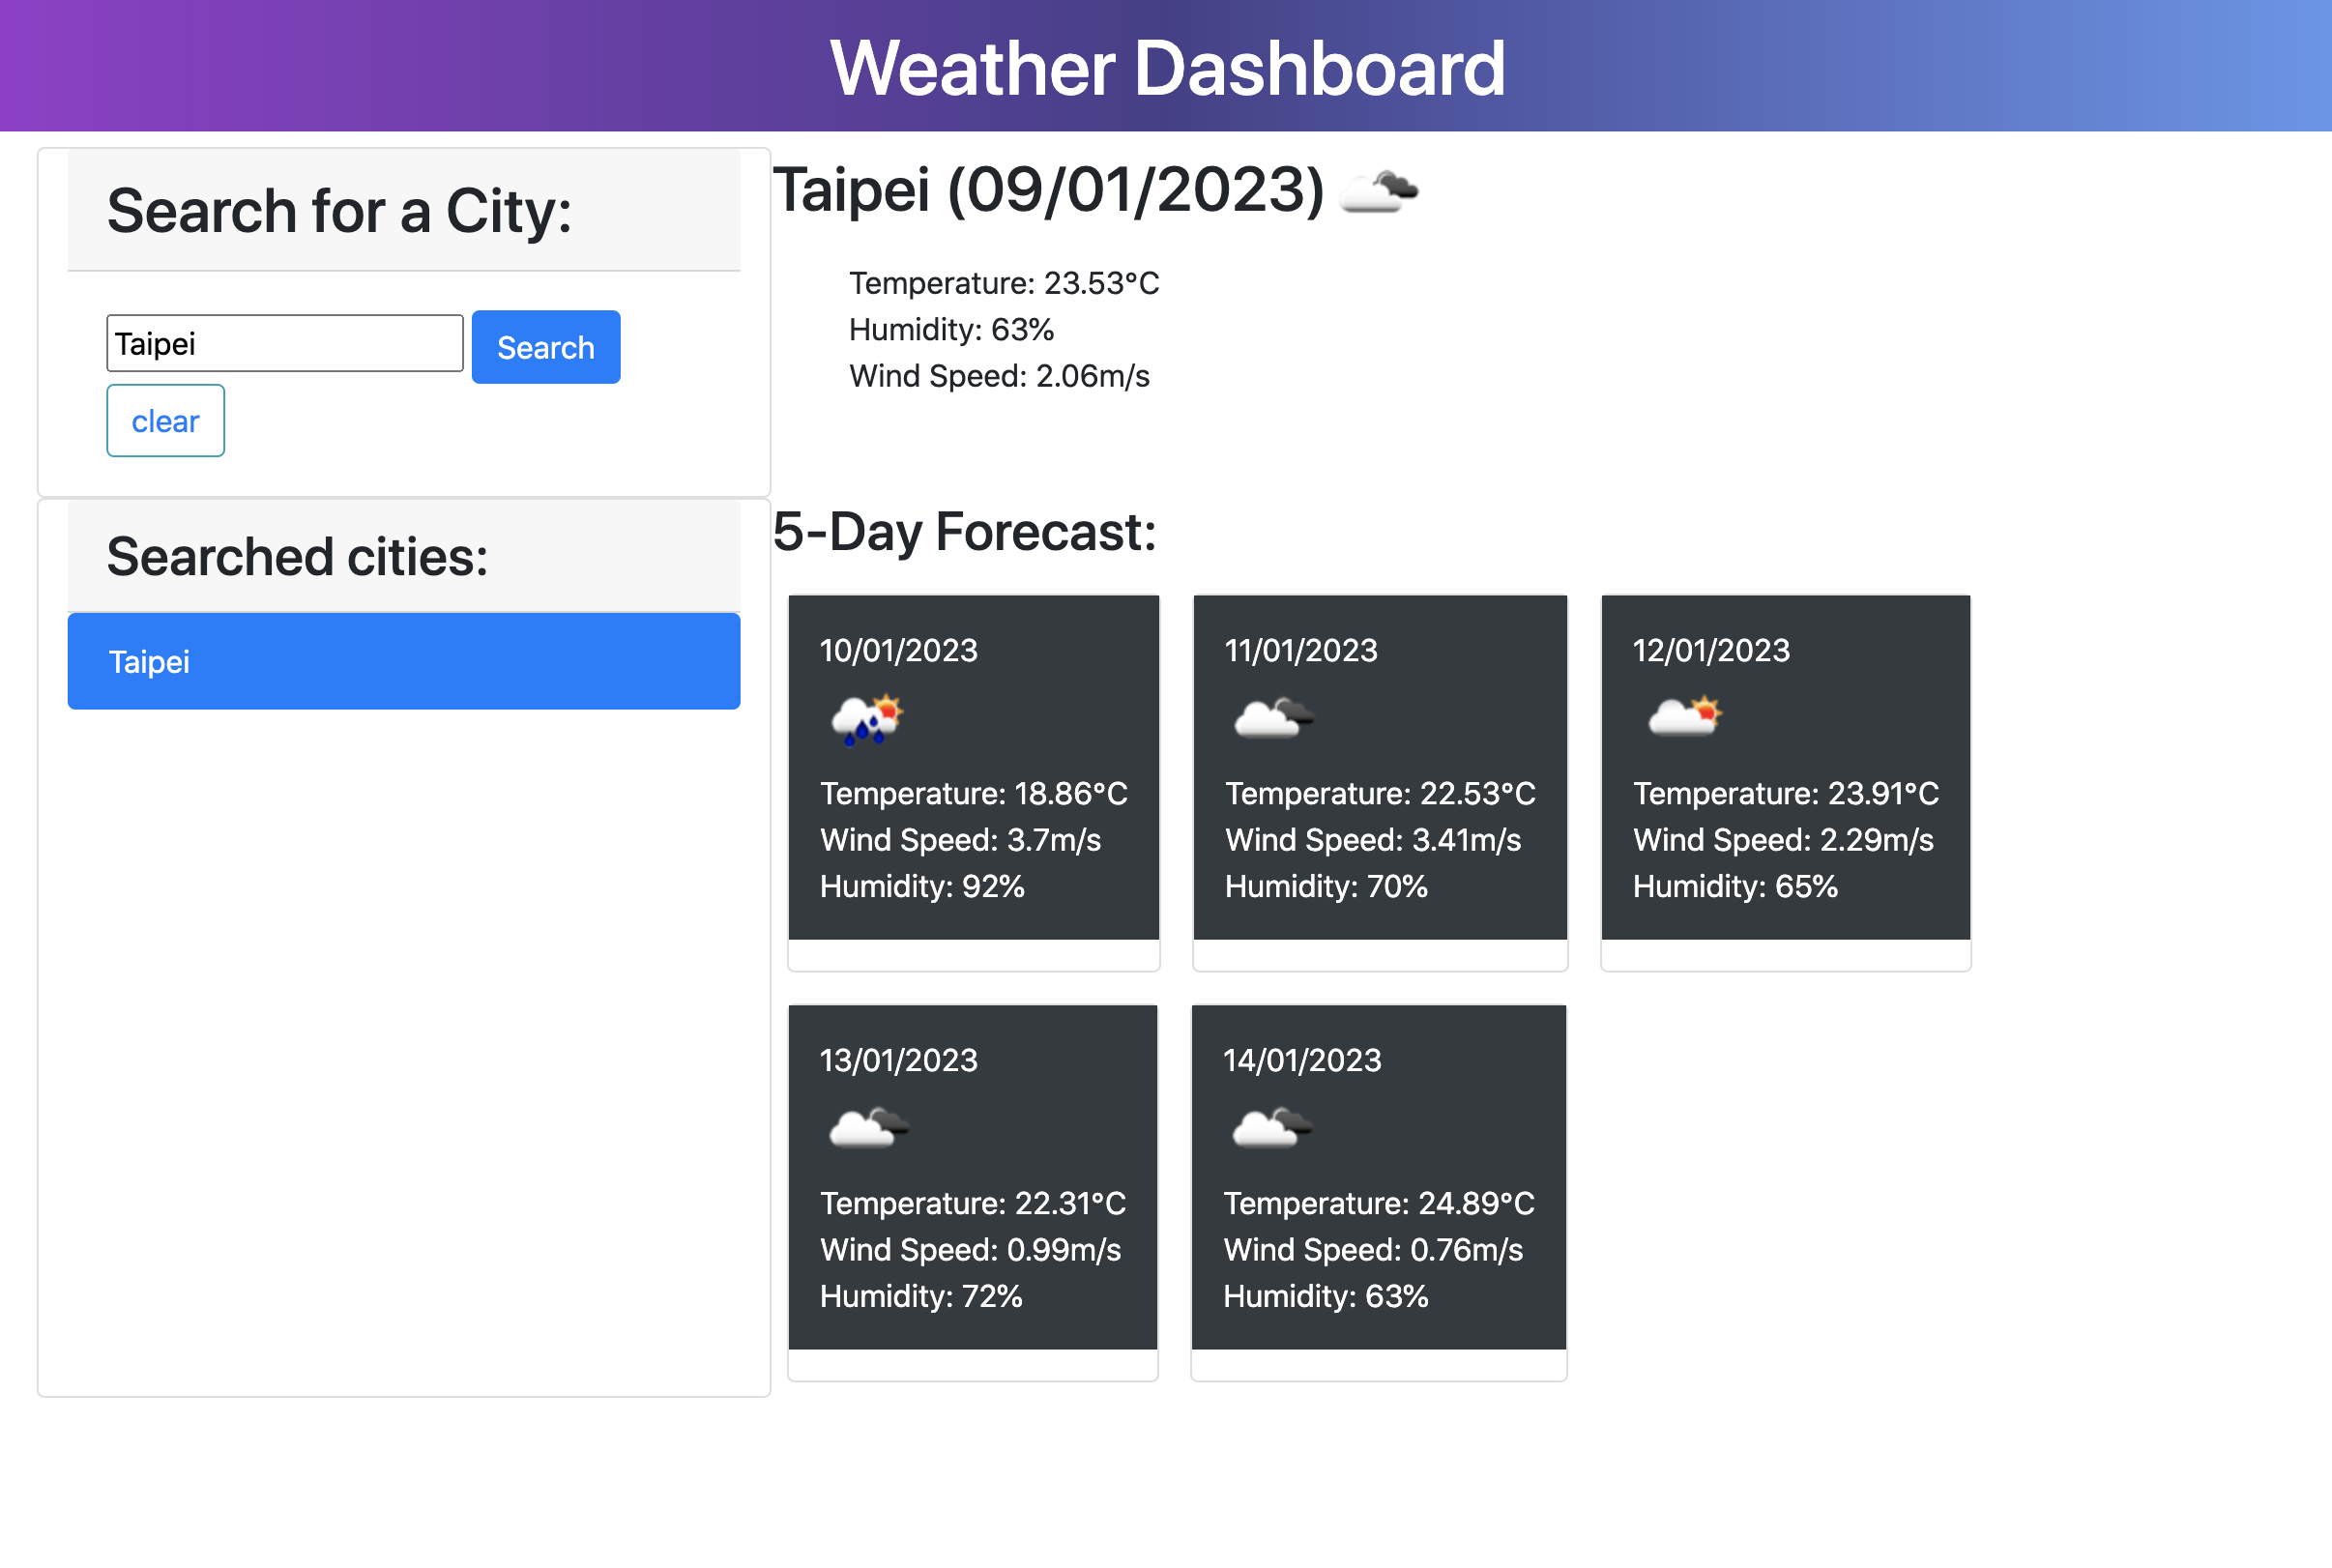 Weather Dashboard
Search for a City:
Taipei
Search
clear
Searched cities:
Taipei
Taipei (09/01/2023)
Temperature: 23.53°C
Humidity: 63%
Wind Speed: 2.06m/s
5-Day Forecast:
10/01/2023
Temperature: 18.86°C
Wind Speed: 3.7m/s
Humidity: 92%
11/01/2023
Temperature: 22.53°C
Wind Speed: 3.41m/s
Humidity: 70%
12/01/2023
Temperature: 23.91°C
Wind Speed: 2.29m/s
Humidity: 65%
13/01/2023
Temperature: 22.31°C
Wind Speed: 0.99m/s
Humidity: 72%
14/01/2023
Temperature: 24.89°C
Wind Speed: 0.76m/s
Humidity: 63%